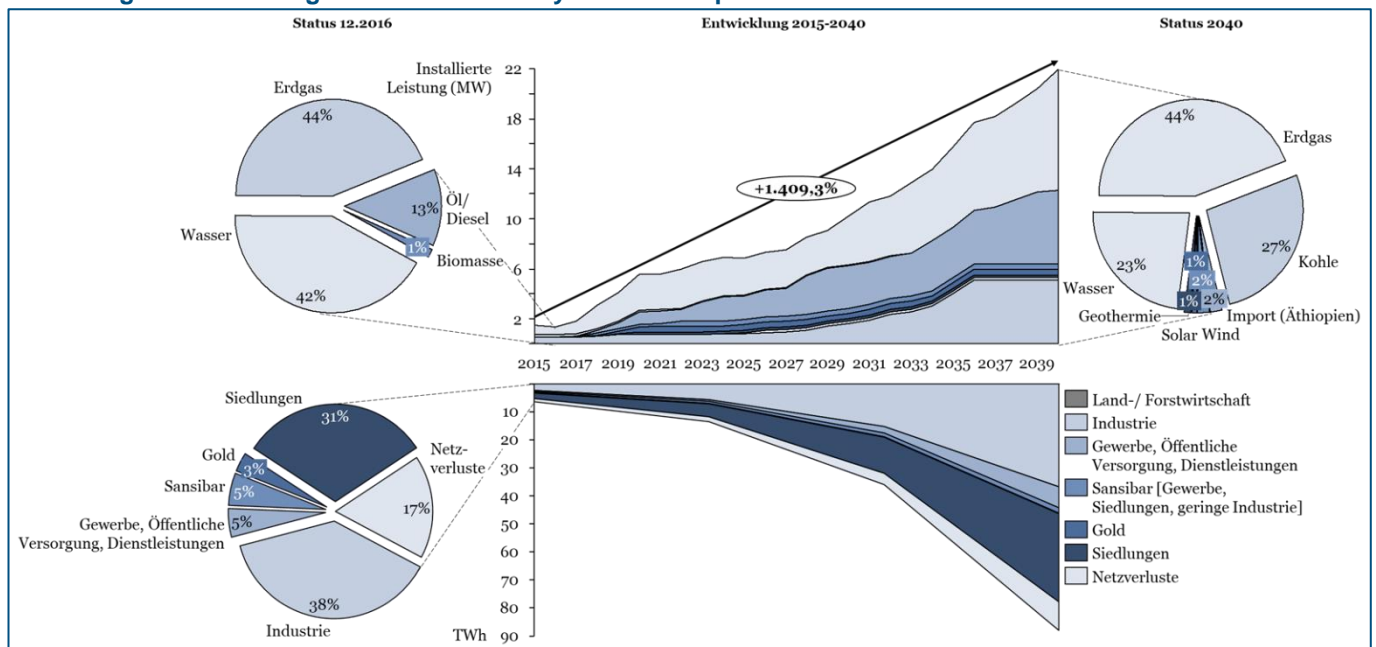 Status 12.2016
Entwicklung 2015-2040
Status 2040
Erdgas
44%
Öl/
Diesel
13%
1%
Biomasse
Wasser
42%
Installierte
Leistung (MW)
22
18
14
10
6
2
+1.409,3%
2015 2017 2019 2021 2023 2025 2027 2029 2031 2033 2035 2037 2039
44%
Erdgas
27%
Kohle
23%
Wasser
1%
2%
1%
2%
Geothermie
Import (Äthiopien)
Solar Wind
Siedlungen
31%
Gold
3%
Netz-
verluste
17%
Sansibar
5%
Gewerbe, Öffentliche
Versorgung, Dienstleistungen
5%
38%
Industrie
10
20
30
40
50
60
70
80
TWh 90
Land-/ Forstwirtschaft
Industrie
Gewerbe, Öffentliche
Versorgung, Dienstleistungen
Sansibar [Gewerbe,
Siedlungen, geringe Industrie]
Gold
Siedlungen
Netzverluste